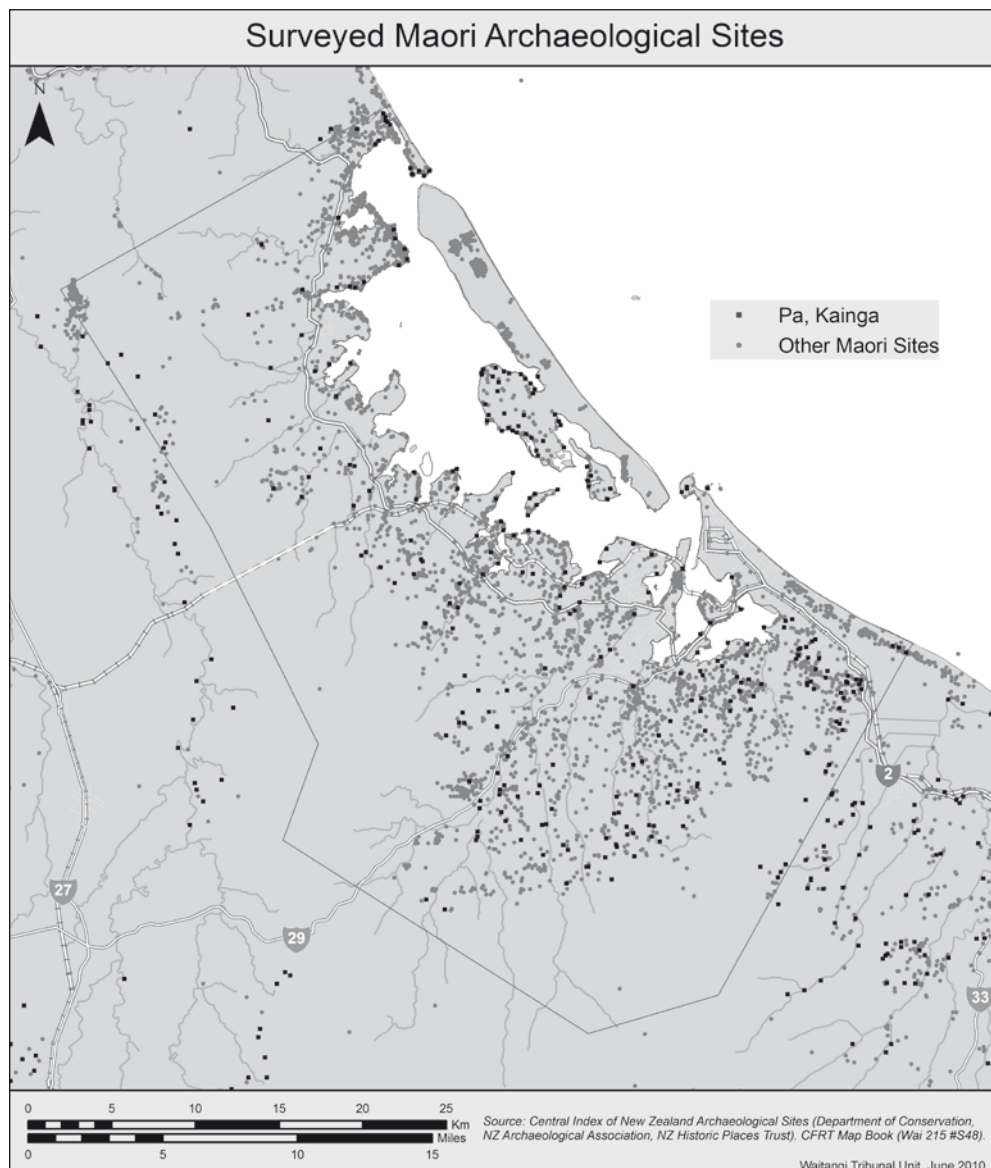 Surveyed Maori Archaeological Sites
N
Pa, Kainga
Other Maori Sites
2
27
29
33
0 5 10 15 20 25
Km
Miles
0 5 10 15
Source: Central Index of New Zealand Archaeological Sites (Department of Conservation,
NZ Archaeological Association, NZ Historic Places Trust). CFRT Map Book (Wai 215 #S48).
Waitangi Tribunal Unit, June 2010